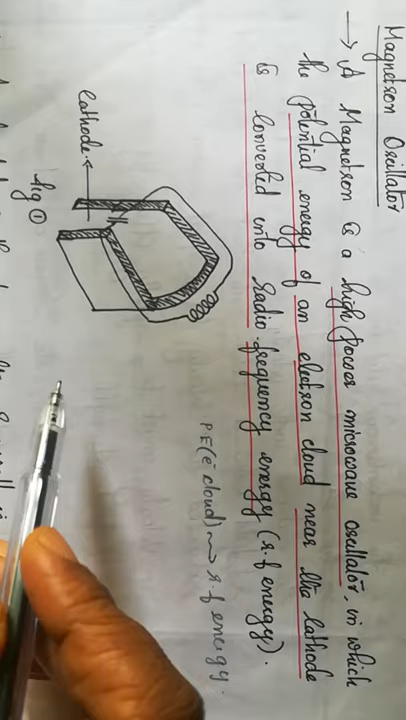 Magnetron Oscillator
→ A Magnetron is a high power microwave oscillator, in which
the potential energy of an electron cloud near the cathode
is converted into radio frequency energy (r.f energy).
PE(e⁻ cloud) ⟿ r.f energy.
Cathode
fig ①